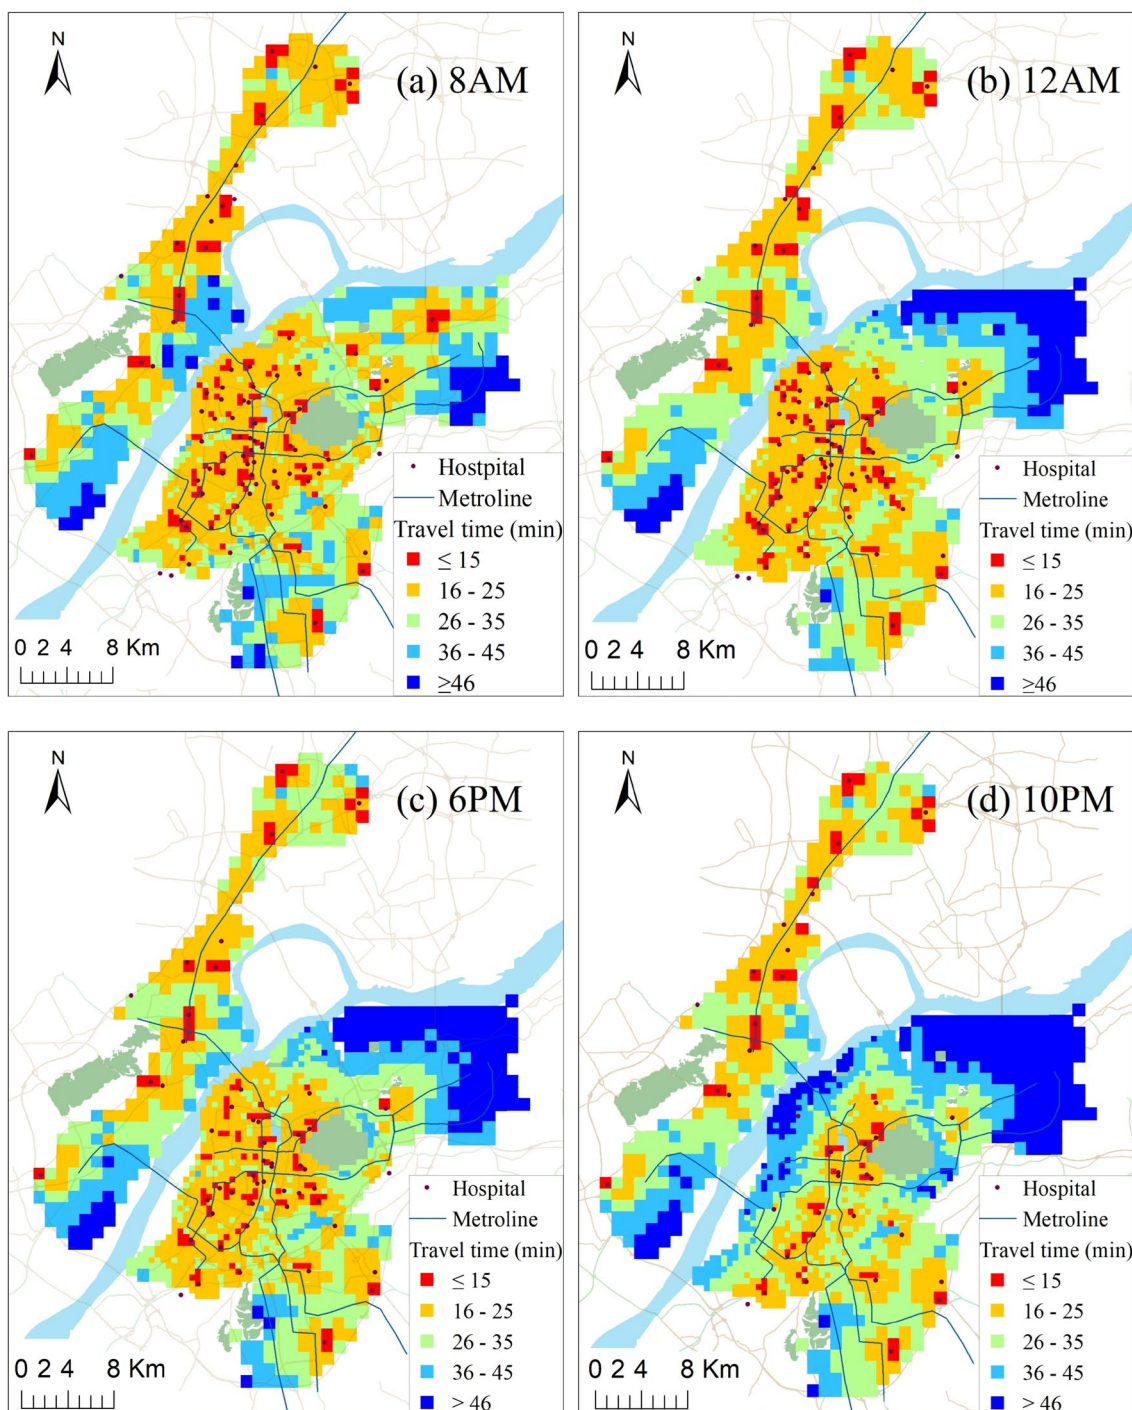 N
(a) 8AM
Hostpital
Metroline
Travel time (min)
≤ 15
16 - 25
26 - 35
36 - 45
≥46
0 2 4 8 Km
N
(b) 12AM
Hospital
Metroline
Travel time (min)
≤ 15
16 - 25
26 - 35
36 - 45
≥46
0 2 4 8 Km
N
(c) 6PM
Hospital
Metroline
Travel time (min)
≤ 15
16 - 25
26 - 35
36 - 45
> 46
0 2 4 8 Km
N
(d) 10PM
Hospital
Metroline
Travel time (min)
≤ 15
16 - 25
26 - 35
36 - 45
> 46
0 2 4 8 Km